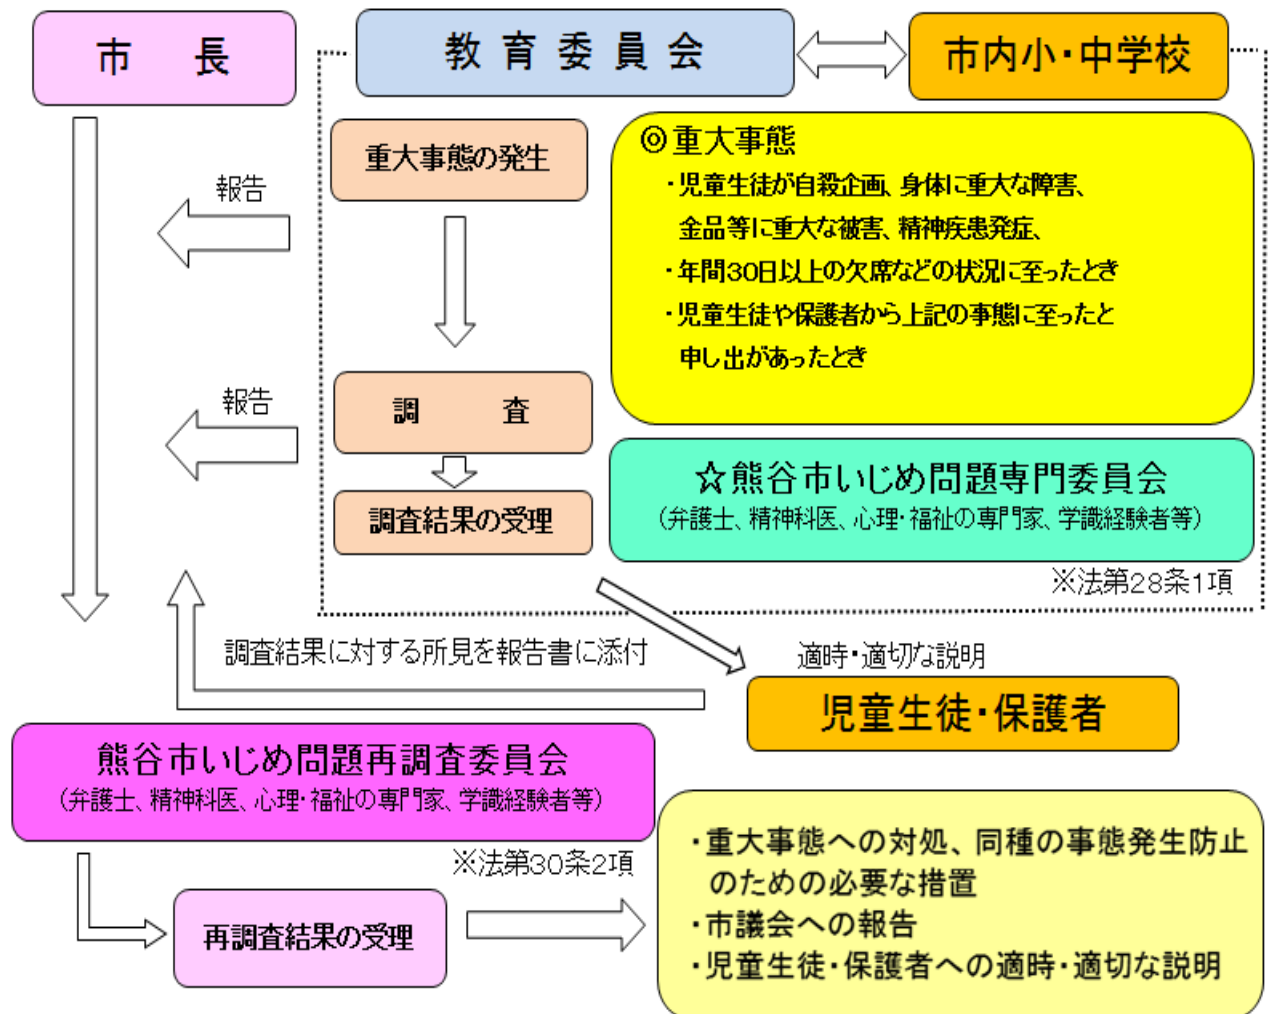 市　長
教育委員会
市内小・中学校
重大事態の発生
◎重大事態
・児童生徒が自殺企画、身体に重大な障害、
金品等に重大な被害、精神疾患発症、
・年間30日以上の欠席などの状況に至ったとき
・児童生徒や保護者から上記の事態に至ったと
申し出があったとき
報告
調　査
報告
調査結果の受理
☆熊谷市いじめ問題専門委員会
（弁護士、精神科医、心理・福祉の専門家、学識経験者等）
※法第28条1項
調査結果に対する所見を報告書に添付
適時・適切な説明
児童生徒・保護者
熊谷市いじめ問題再調査委員会
（弁護士、精神科医、心理・福祉の専門家、学識経験者等）
※法第30条2項
再調査結果の受理
・重大事態への対処、同種の事態発生防止
のための必要な措置
・市議会への報告
・児童生徒・保護者への適時・適切な説明